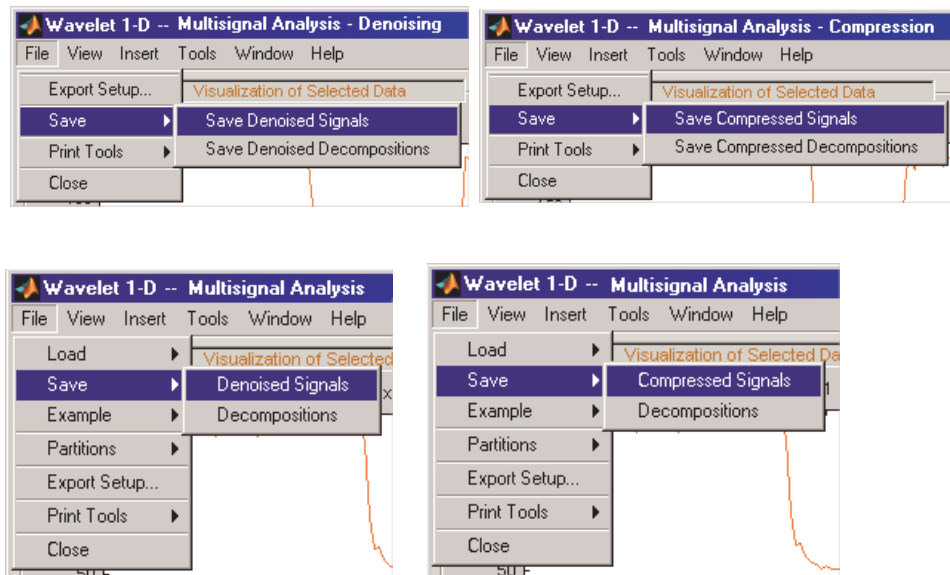 Wavelet 1-D -- Multisignal Analysis - Denoising
File View Insert Tools Window Help
Export Setup...
Visualization of Selected Data
Save
Save Denoised Signals
Print Tools
Save Denoised Decompositions
Close
Wavelet 1-D -- Multisignal Analysis - Compression
File View Insert Tools Window Help
Export Setup...
Visualization of Selected Data
Save
Save Compressed Signals
Print Tools
Save Compressed Decompositions
Close
Wavelet 1-D -- Multisignal Analysis
File View Insert Tools Window Help
Load
Visualization of Selected
Save
Denoised Signals
Example
Decompositions
Partitions
Export Setup...
Print Tools
Close
Wavelet 1-D -- Multisignal Analysis
File View Insert Tools Window Help
Load
Visualization of Selected Da
Save
Compressed Signals
Example
Decompositions
Partitions
Export Setup...
Print Tools
Close